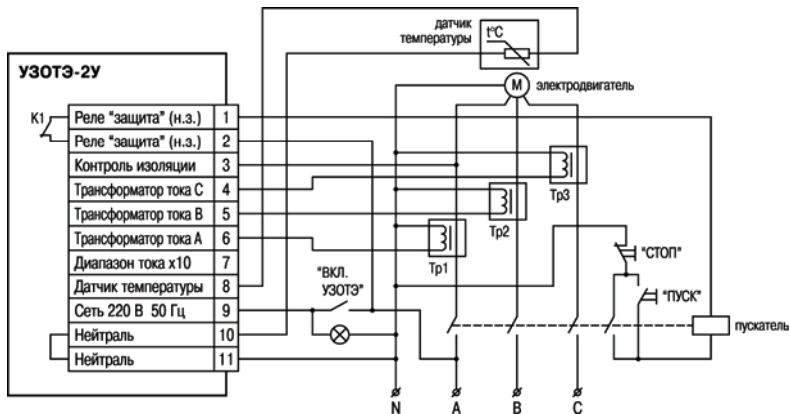 датчик
температуры
t°C
УЗОТЭ-2У
М
электродвигатель
К1
Реле "защита" (н.з.) 1
Реле "защита" (н.з.) 2
Контроль изоляции 3
Трансформатор тока С 4
Трансформатор тока В 5
Трансформатор тока А 6
Диапазон тока х10 7
Датчик температуры 8
Сеть 220 В 50 Гц 9
Нейтраль 10
Нейтраль 11
Тр3
Тр2
Тр1
"ВКЛ.
УЗОТЭ"
"СТОП"
"ПУСК"
пускатель
N A B C